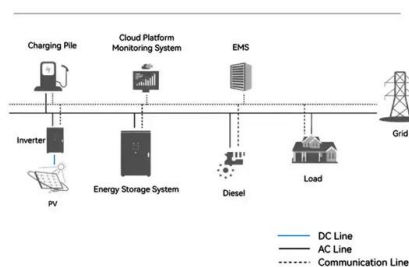 Charging Pile
Cloud Platform
Monitoring System
EMS
Grid
Inverter
PV
Energy Storage System
Diesel
Load
DC Line
AC Line
Communication Line